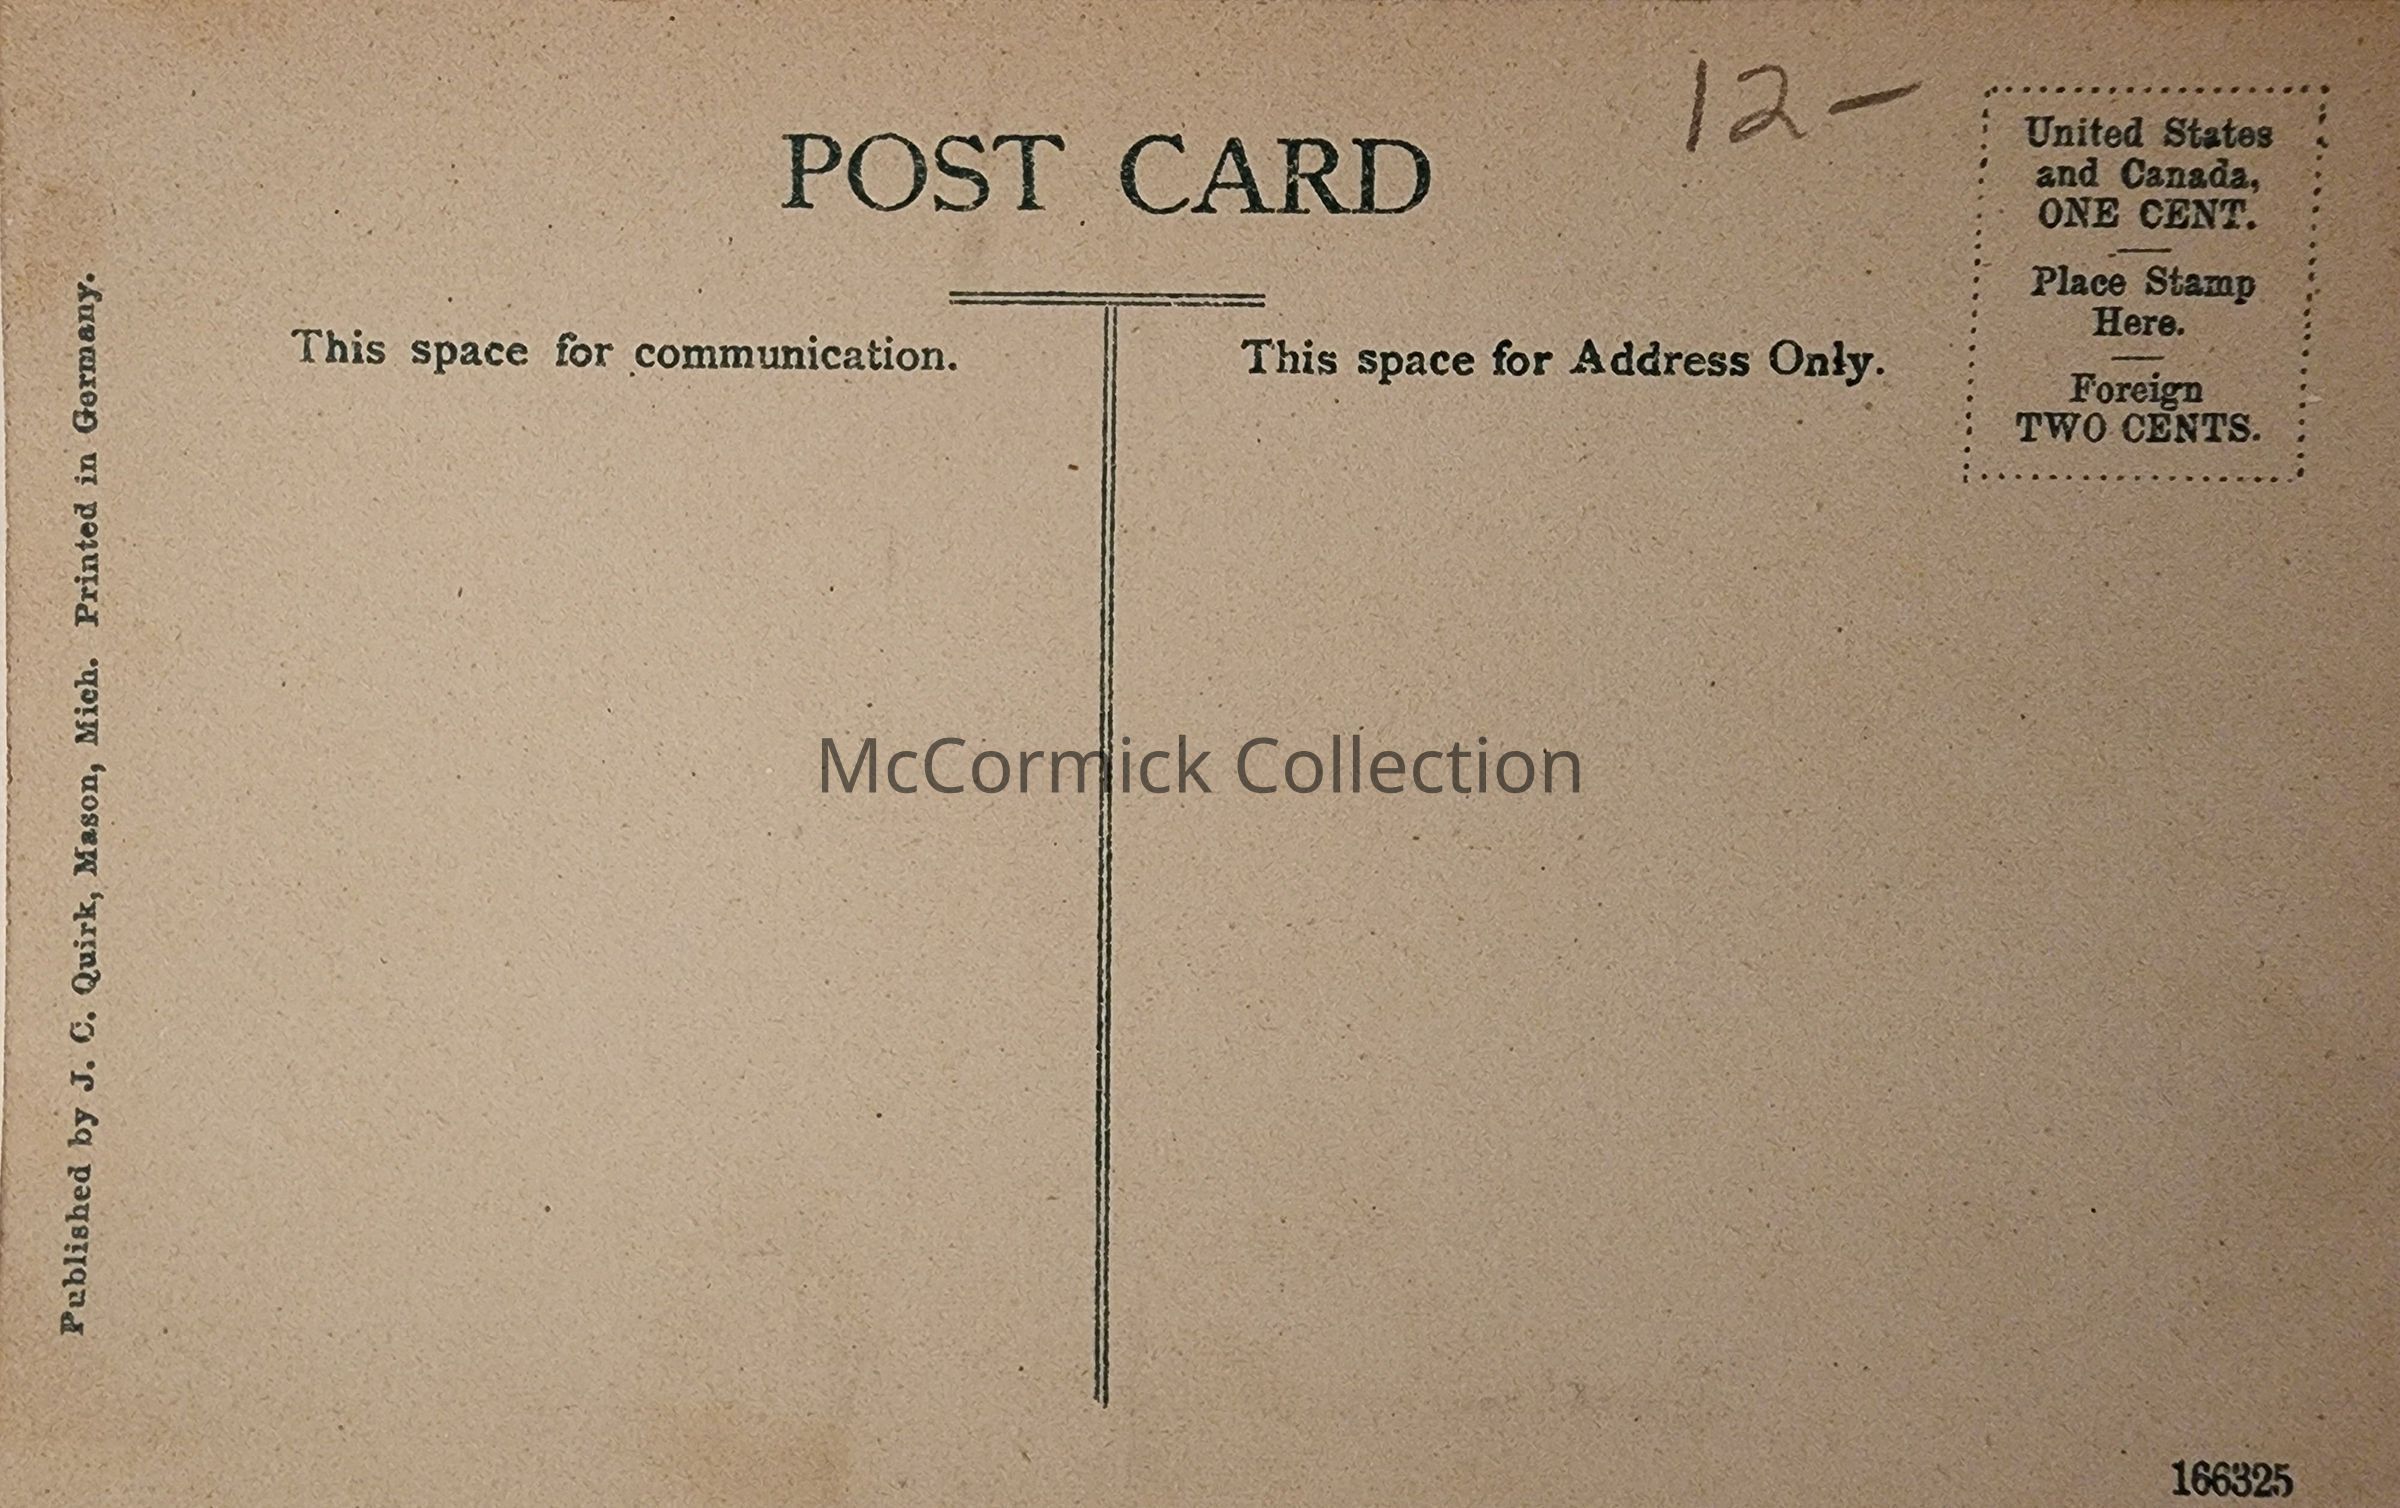 POST CARD
12-
United States
and Canada,
ONE CENT.
Place Stamp
Here.
Foreign
TWO CENTS.
This space for communication.
This space for Address Only.
Published by J. C. Quirk, Mason, Mich. Printed in Germany.
McCormick Collection
166325